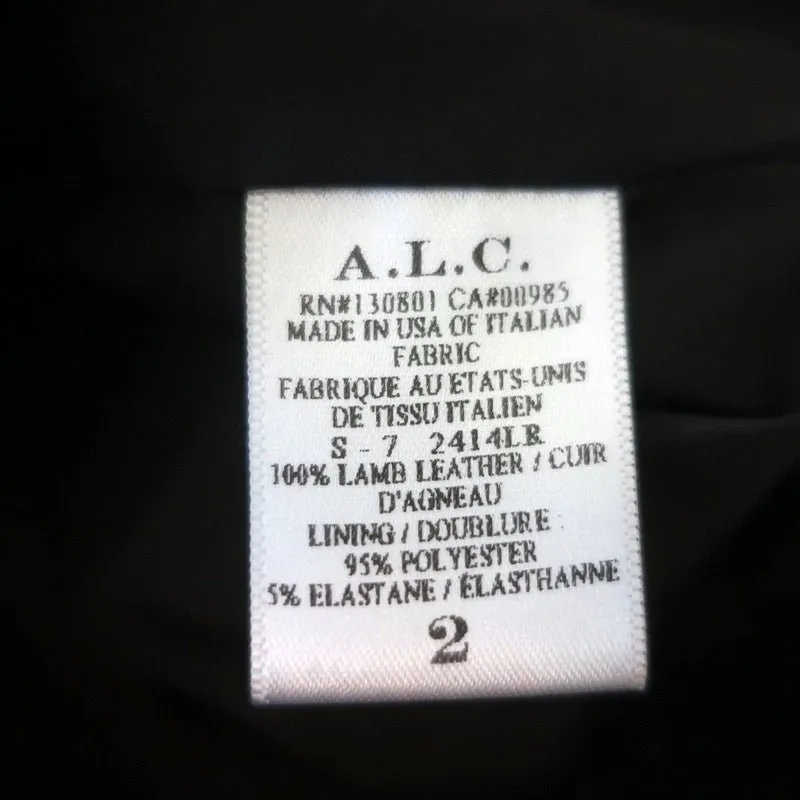 A.L.C.
RN#130801 CA#00985
MADE IN USA OF ITALIAN
FABRIC
FABRIQUE AU ETATS-UNIS
DE TISSU ITALIEN
S - 7 2414LR
100% LAMB LEATHER / CUIR
D'AGNEAU
LINING / DOUBLURE
95% POLYESTER
5% ELASTANE / ÉLASTHANNE
2